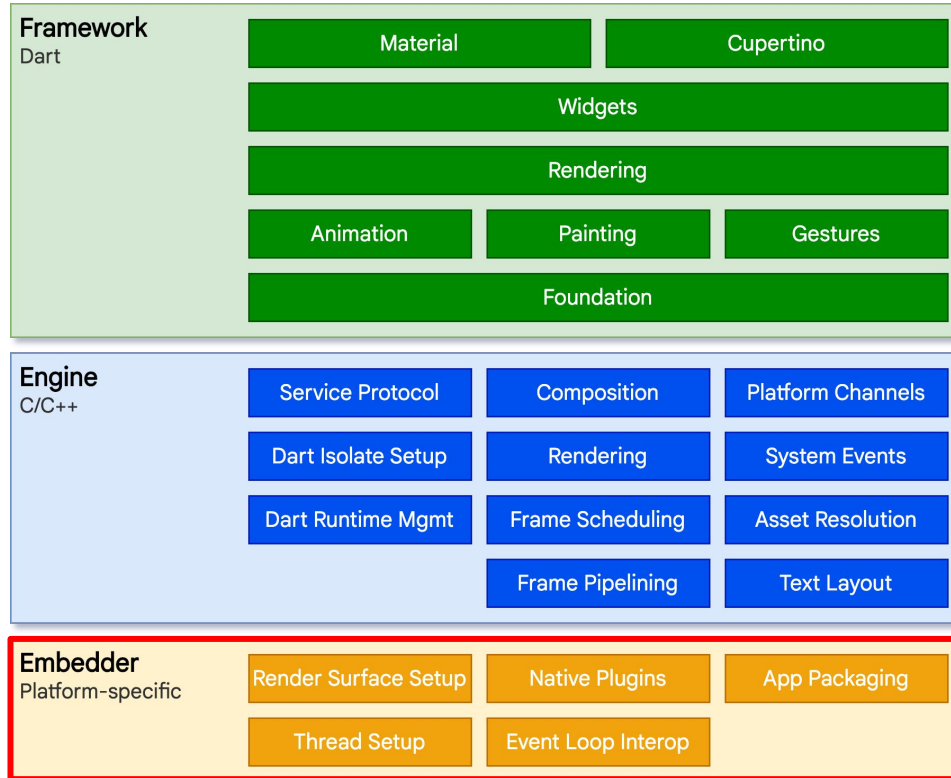 Framework
Dart
Material
Cupertino
Widgets
Rendering
Animation
Painting
Gestures
Foundation
Engine
C/C++
Service Protocol
Composition
Platform Channels
Dart Isolate Setup
Rendering
System Events
Dart Runtime Mgmt
Frame Scheduling
Asset Resolution
Frame Pipelining
Text Layout
Embedder
Platform-specific
Render Surface Setup
Native Plugins
App Packaging
Thread Setup
Event Loop Interop